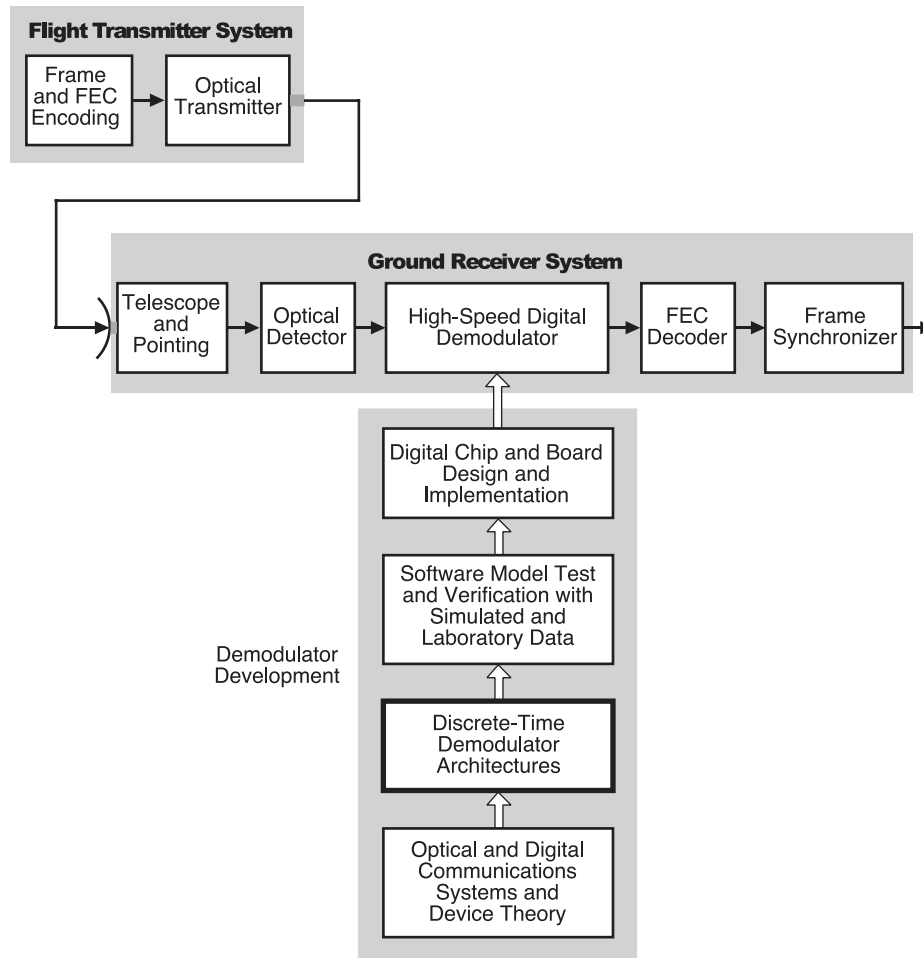 Flight Transmitter System
Frame
and FEC
Encoding
Optical
Transmitter
Ground Receiver System
Telescope
and
Pointing
Optical
Detector
High-Speed Digital
Demodulator
FEC
Decoder
Frame
Synchronizer
Digital Chip and Board
Design and
Implementation
Software Model Test
and Verification with
Simulated and
Laboratory Data
Demodulator
Development
Discrete-Time
Demodulator
Architectures
Optical and Digital
Communications
Systems and
Device Theory